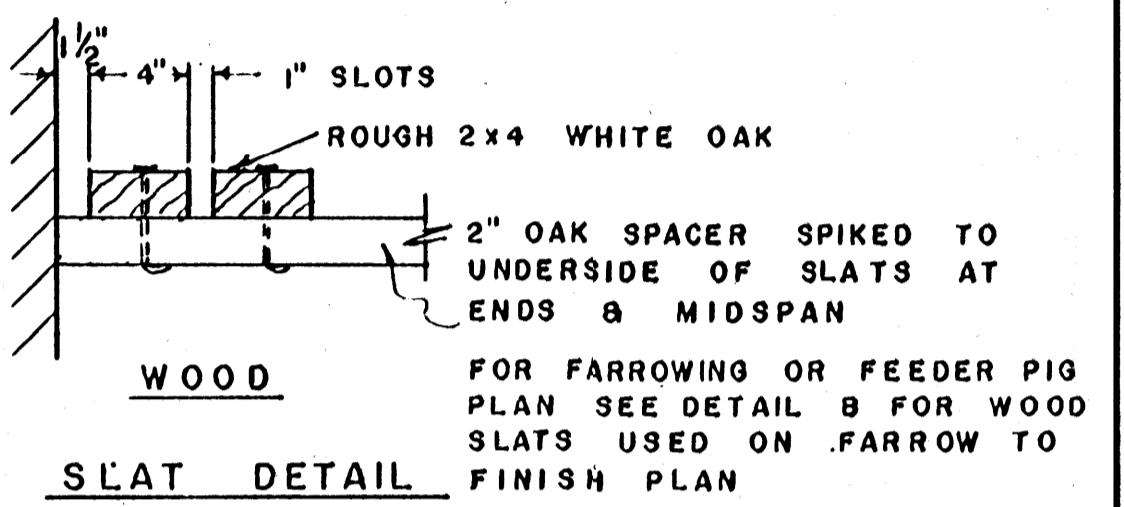 1 1/2"
4"
1" SLOTS
ROUGH 2x4 WHITE OAK
2" OAK SPACER SPIKED TO
UNDERSIDE OF SLATS AT
ENDS & MIDSPAN
WOOD
FOR FARROWING OR FEEDER PIG
PLAN SEE DETAIL B FOR WOOD
SLATS USED ON FARROW TO
FINISH PLAN
SLAT DETAIL